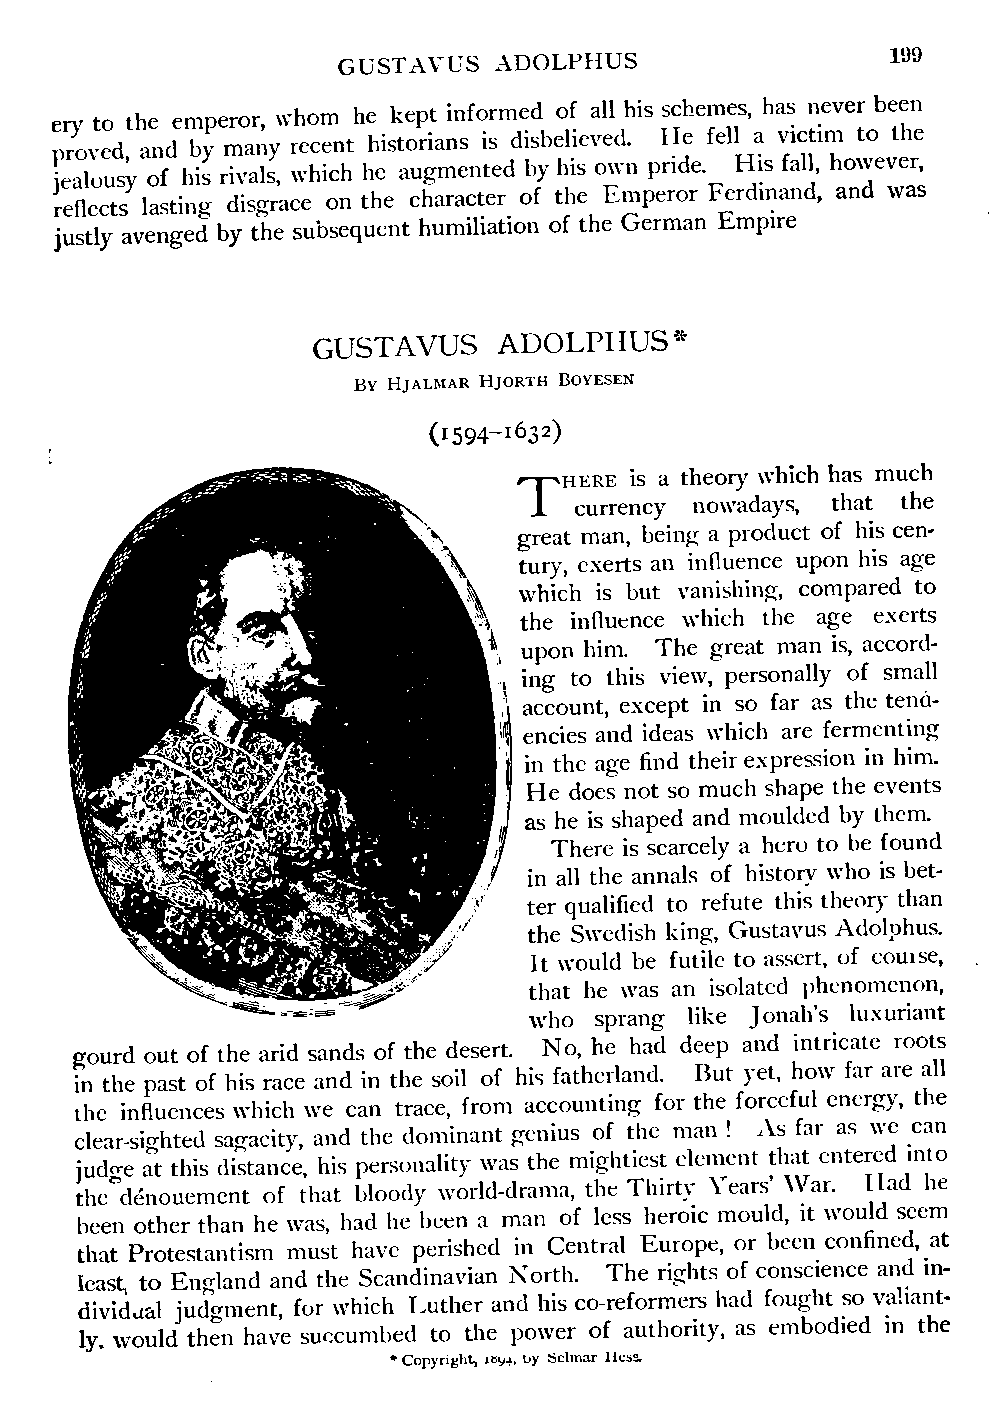 GUSTAVUS ADOLPHUS 199
ery to the emperor, whom he kept informed of all his schemes, has never been
proved, and by many recent historians is disbelieved. He fell a victim to the
jealousy of his rivals, which he augmented by his own pride. His fall, however,
reflects lasting disgrace on the character of the Emperor Ferdinand, and was
justly avenged by the subsequent humiliation of the German Empire
GUSTAVUS ADOLPHUS*
BY HJALMAR HJORTH BOYESEN
(1594–1632)
THERE is a theory which has much
currency nowadays, that the
great man, being a product of his cen-
tury, exerts an influence upon his age
which is but vanishing, compared to
the influence which the age exerts
upon him. The great man is, accord-
ing to this view, personally of small
account, except in so far as the tend-
encies and ideas which are fermenting
in the age find their expression in him.
He does not so much shape the events
as he is shaped and moulded by them.
There is scarcely a hero to be found
in all the annals of history who is bet-
ter qualified to refute this theory than
the Swedish king, Gustavus Adolphus.
It would be futile to assert, of course,
that he was an isolated phenomenon,
who sprang like Jonah's luxuriant
gourd out of the arid sands of the desert. No, he had deep and intricate roots
in the past of his race and in the soil of his fatherland. But yet, how far are all
the influences which we can trace, from accounting for the forceful energy, the
clear-sighted sagacity, and the dominant genius of the man! As far as we can
judge at this distance, his personality was the mightiest element that entered into
the dénouement of that bloody world-drama, the Thirty Years' War. Had he
been other than he was, had he been a man of less heroic mould, it would seem
that Protestantism must have perished in Central Europe, or been confined, at
least, to England and the Scandinavian North. The rights of conscience and in-
dividual judgment, for which Luther and his co-reformers had fought so valiant-
ly, would then have succumbed to the power of authority, as embodied in the
* Copyright, 1894, by Selmar Hess.